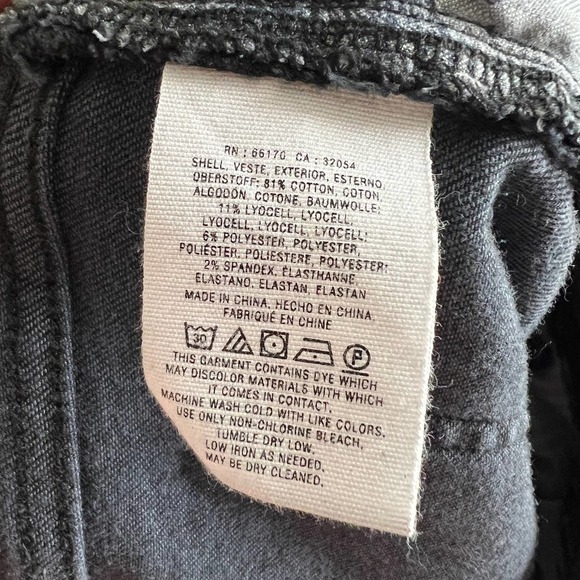 RN : 66170 CA : 32054
SHELL, VESTE, EXTERIOR, ESTERNO
OBERSTOFF: 81% COTTON, COTON,
ALGODÓN, COTONE, BAUMWOLLE;
11% LYOCELL, LYOCELL,
LYOCELL, LYOCELL, LYOCELL;
6% POLYESTER, POLYESTER,
POLIÉSTER, POLIESTERE, POLYESTER;
2% SPANDEX, ÉLASTHANNE,
ELASTANO, ELASTAN, ELASTAN
MADE IN CHINA, HECHO EN CHINA
FABRIQUÉ EN CHINE
30 P
THIS GARMENT CONTAINS DYE WHICH
MAY DISCOLOR MATERIALS WITH WHICH
IT COMES IN CONTACT.
MACHINE WASH COLD WITH LIKE COLORS.
USE ONLY NON-CHLORINE BLEACH.
TUMBLE DRY LOW.
LOW IRON AS NEEDED.
MAY BE DRY CLEANED.